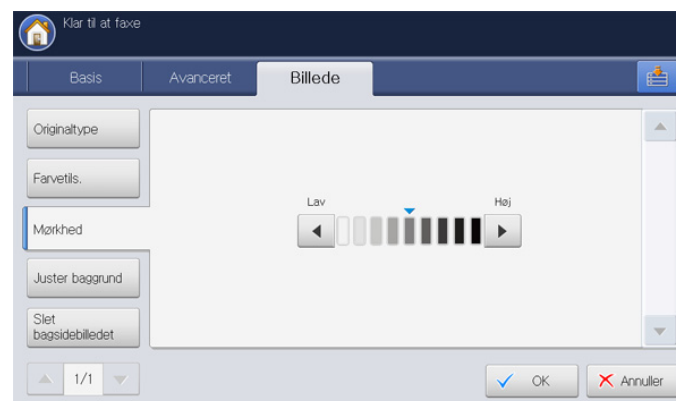 Klar til at faxe
Basis
Avanceret
Billede
Originaltype
Farvetils.
Mørkhed
Juster baggrund
Slet
bagsidebilledet
Lav
Høj
1/1
OK
Annuller